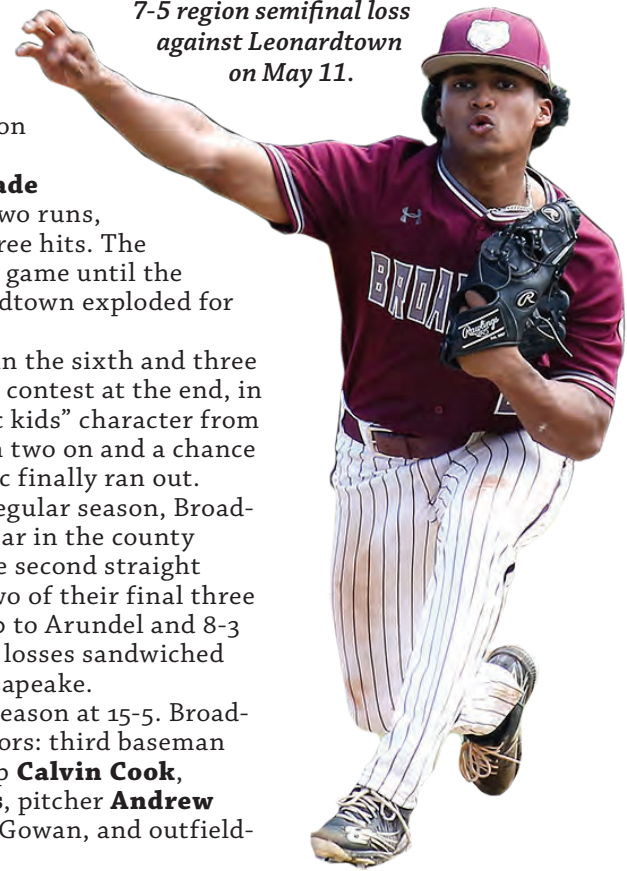 7-5 region semifinal loss
against Leonardtown
on May 11.
on
ade
wo runs,
ree hits. The
game until the
dtown exploded for
in the sixth and three
contest at the end, in
t kids” character from
n two on and a chance
c finally ran out.
egular season, Broad-
ar in the county
e second straight
wo of their final three
o to Arundel and 8-3
losses sandwiched
apeake.
eason at 15-5. Broad-
ors: third baseman
p Calvin Cook,
s, pitcher Andrew
Gowan, and outfield-
BROA
Rawlings